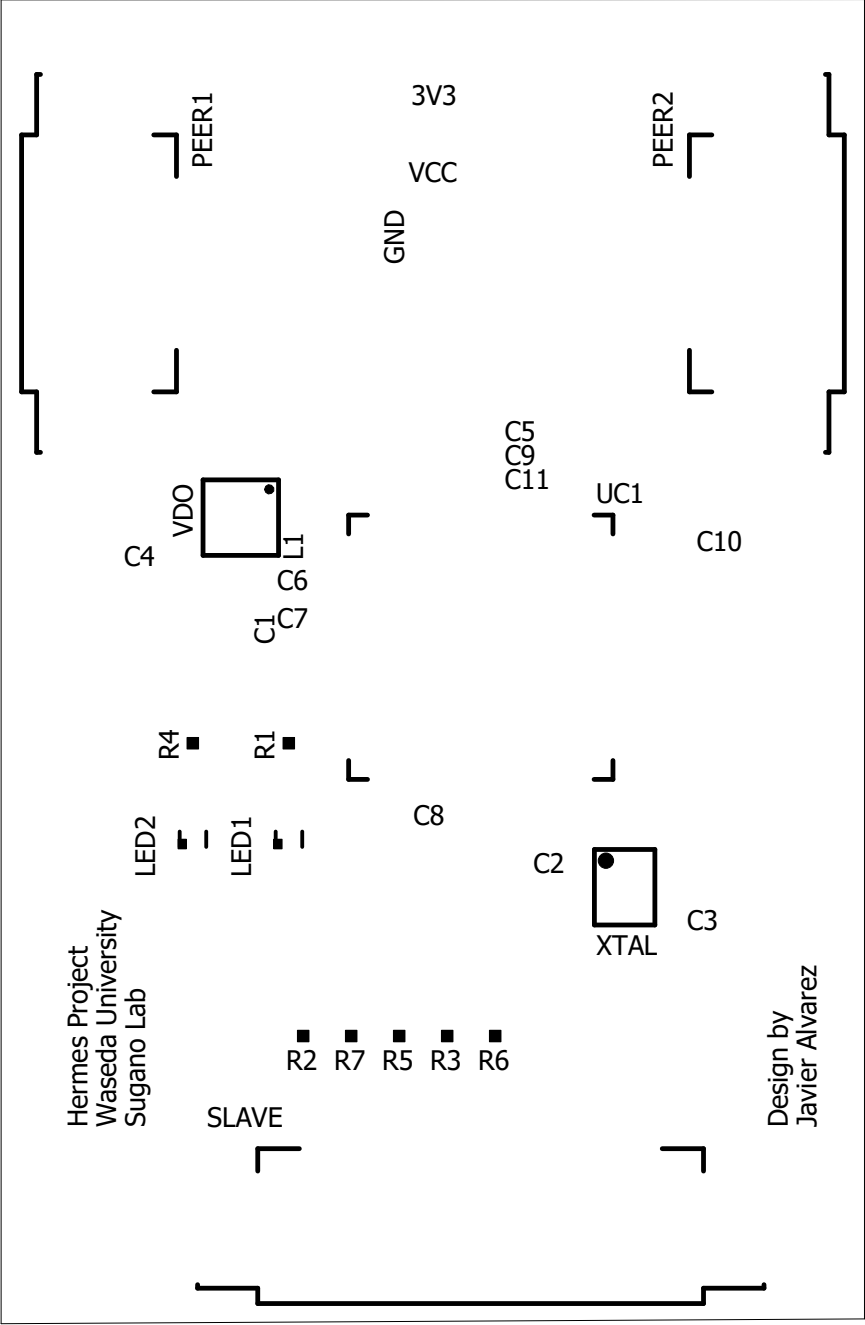 PEER1
3V3
PEER2
VCC
GND
C5
C9
C11
UC1
VDO
L1
C10
C4
C6
C7
C1
R4
R1
C8
LED2
LED1
C2
C3
XTAL
Hermes Project
Waseda University
Sugano Lab
Design by
Javier Alvarez
R2 R7 R5 R3 R6
SLAVE